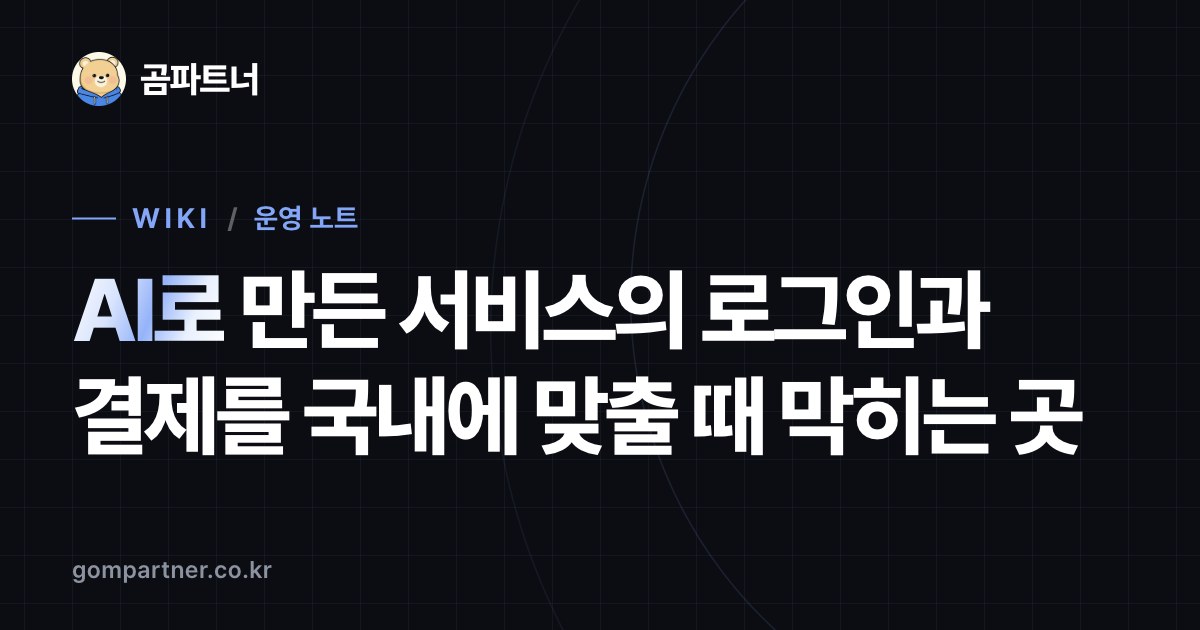 곰파트너
WIKI / 운영 노트
AI로 만든 서비스의 로그인과
결제를 국내에 맞출 때 막히는 곳
gompartner.co.kr